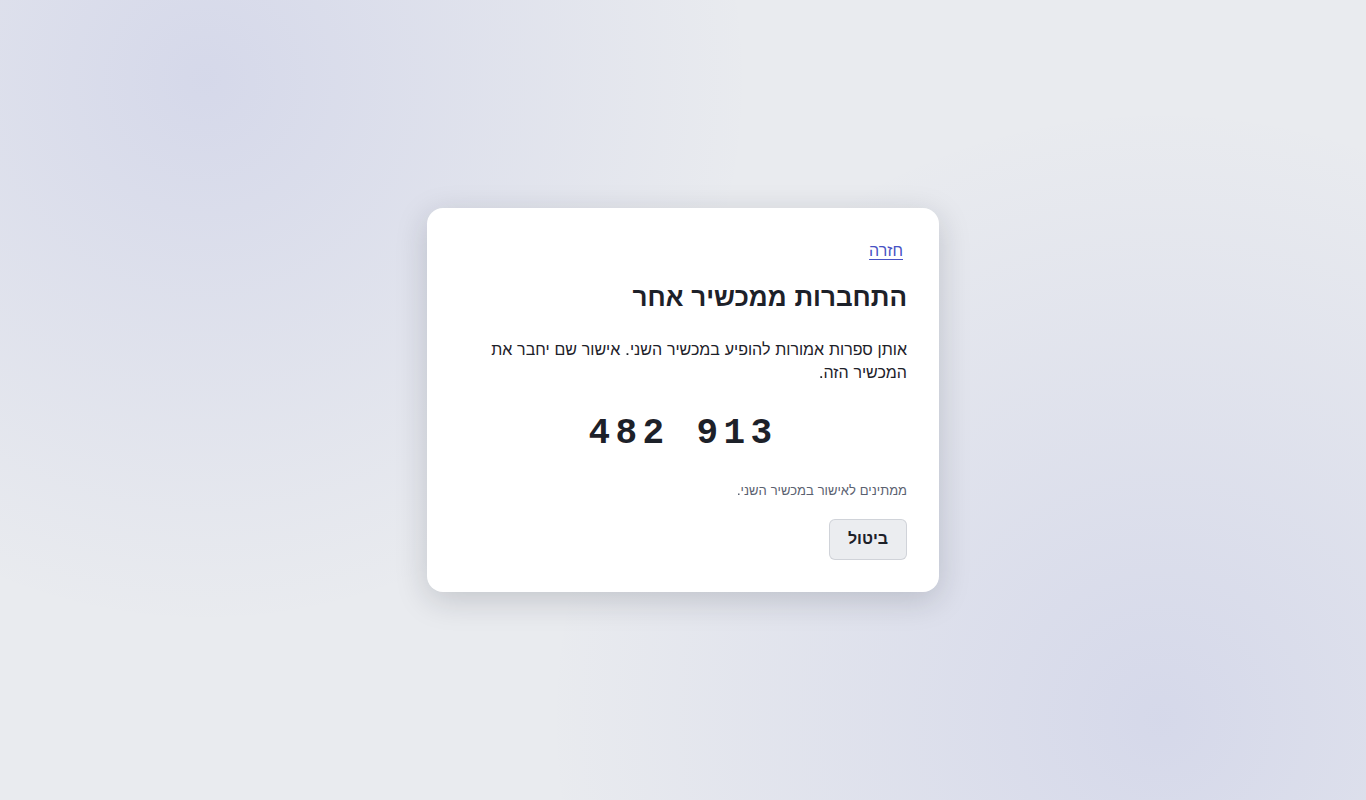 חזרה
התחברות ממכשיר אחר
אותן ספרות אמורות להופיע במכשיר השני. אישור שם יחבר את
המכשיר הזה.
482 913
ממתינים לאישור במכשיר השני.
ביטול